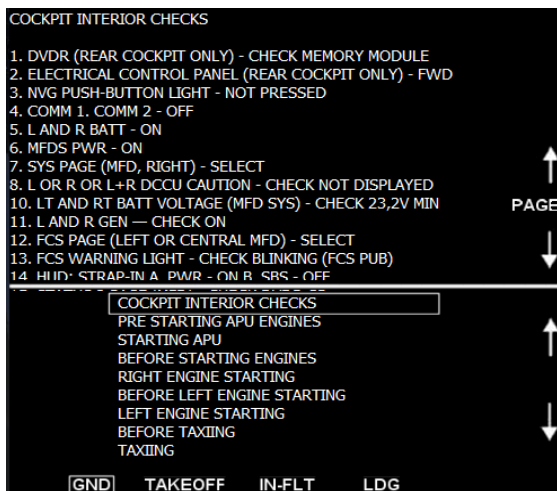 COCKPIT INTERIOR CHECKS
1. DVDR (REAR COCKPIT ONLY) - CHECK MEMORY MODULE
2. ELECTRICAL CONTROL PANEL (REAR COCKPIT ONLY) - FWD
3. NVG PUSH-BUTTON LIGHT - NOT PRESSED
4. COMM 1. COMM 2 - OFF
5. L AND R BATT - ON
6. MFDS PWR - ON
7. SYS PAGE (MFD, RIGHT) - SELECT
8. L OR R OR L+R DCCU CAUTION - CHECK NOT DISPLAYED
10. LT AND RT BATT VOLTAGE (MFD SYS) - CHECK 23,2V MIN
PAGE
11. L AND R GEN — CHECK ON
12. FCS PAGE (LEFT OR CENTRAL MFD) - SELECT
13. FCS WARNING LIGHT - CHECK BLINKING (FCS PUB)
14. HUD: STRAP-IN A. PWR - ON B. SBS - OFF
COCKPIT INTERIOR CHECKS
PRE STARTING APU ENGINES
STARTING APU
BEFORE STARTING ENGINES
RIGHT ENGINE STARTING
BEFORE LEFT ENGINE STARTING
LEFT ENGINE STARTING
BEFORE TAXIING
TAXIING
GND TAKEOFF IN-FLT LDG